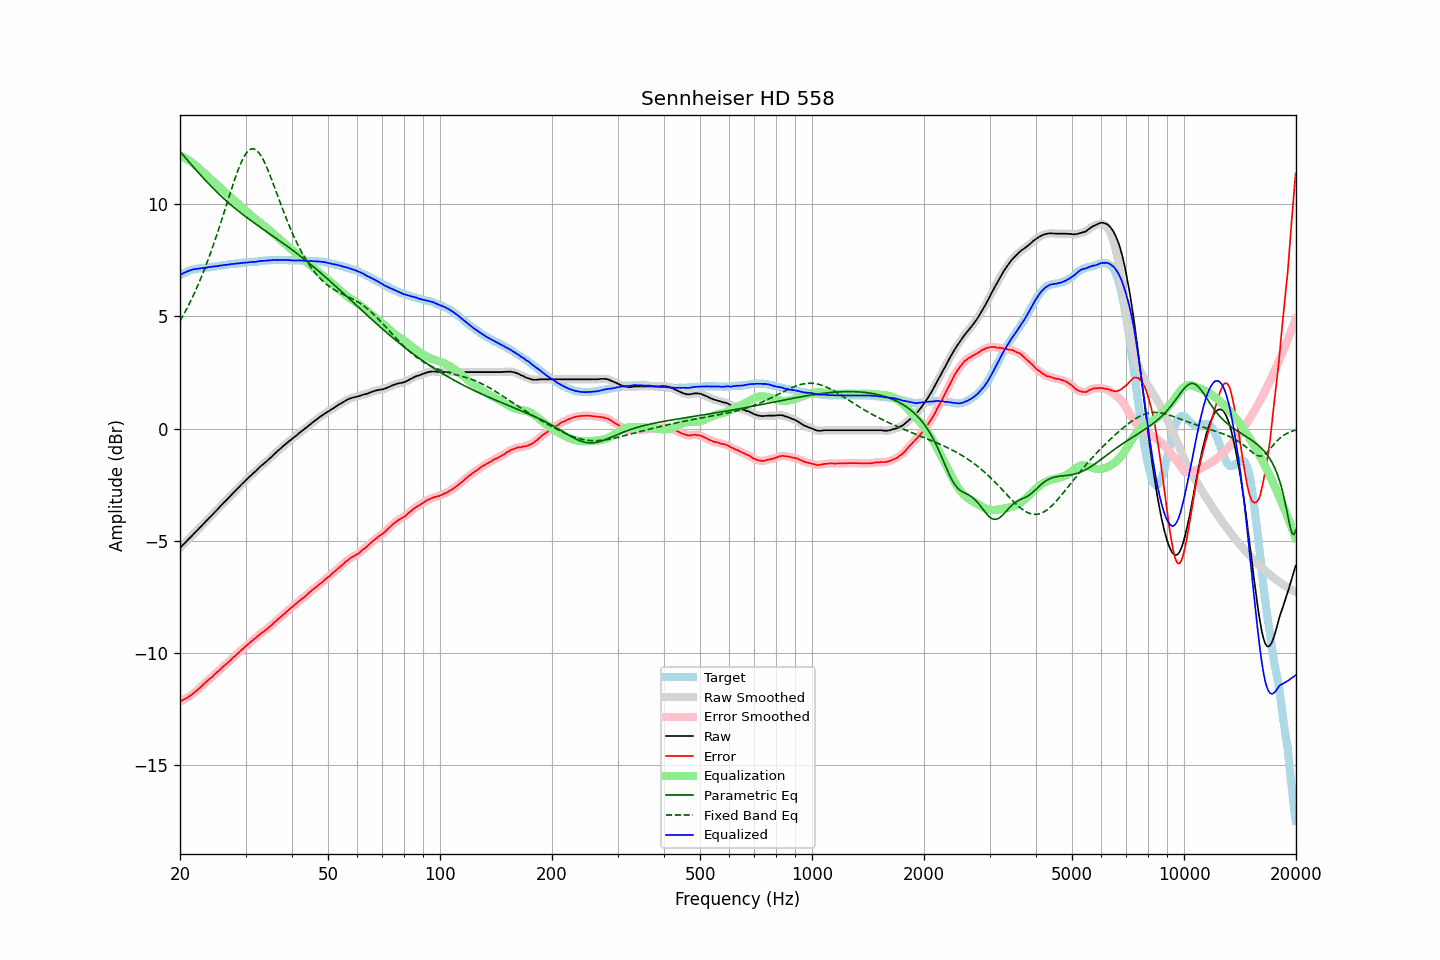 Sennheiser HD 558
Amplitude (dBr)
10
5
0
−5
−10
−15
Target
Raw Smoothed
Error Smoothed
Raw
Error
Equalization
Parametric Eq
Fixed Band Eq
Equalized
20
50
100
200
500
1000
2000
5000
10000
20000
Frequency (Hz)